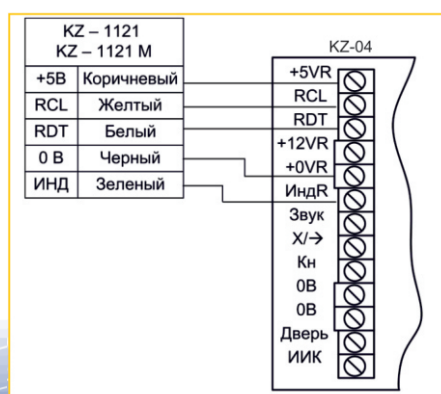 KZ – 1121
KZ – 1121 M
+5В Коричневый
RCL Желтый
RDT Белый
0 В Черный
ИНД Зеленый
KZ-04
+5VR
RCL
RDT
+12VR
+0VR
ИндR
Звук
X/→
Кн
0В
0В
Дверь
ИИК